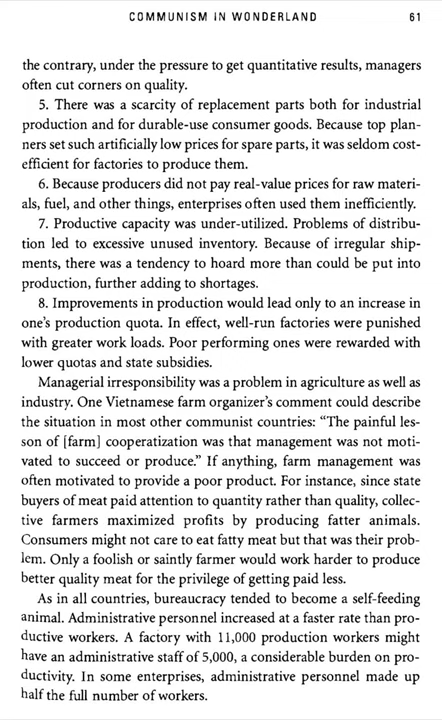 COMMUNISM IN WONDERLAND 61
the contrary, under the pressure to get quantitative results, managers
often cut corners on quality.
5. There was a scarcity of replacement parts both for industrial
production and for durable-use consumer goods. Because top plan-
ners set such artificially low prices for spare parts, it was seldom cost-
efficient for factories to produce them.
6. Because producers did not pay real-value prices for raw materi-
als, fuel, and other things, enterprises often used them inefficiently.
7. Productive capacity was under-utilized. Problems of distribu-
tion led to excessive unused inventory. Because of irregular ship-
ments, there was a tendency to hoard more than could be put into
production, further adding to shortages.
8. Improvements in production would lead only to an increase in
one's production quota. In effect, well-run factories were punished
with greater work loads. Poor performing ones were rewarded with
lower quotas and state subsidies.
Managerial irresponsibility was a problem in agriculture as well as
industry. One Vietnamese farm organizer's comment could describe
the situation in most other communist countries: "The painful les-
son of [farm] cooperatization was that management was not moti-
vated to succeed or produce." If anything, farm management was
often motivated to provide a poor product. For instance, since state
buyers of meat paid attention to quantity rather than quality, collec-
tive farmers maximized profits by producing fatter animals.
Consumers might not care to eat fatty meat but that was their prob-
lem. Only a foolish or saintly farmer would work harder to produce
better quality meat for the privilege of getting paid less.
As in all countries, bureaucracy tended to become a self-feeding
animal. Administrative personnel increased at a faster rate than pro-
ductive workers. A factory with 11,000 production workers might
have an administrative staff of 5,000, a considerable burden on pro-
ductivity. In some enterprises, administrative personnel made up
half the full number of workers.